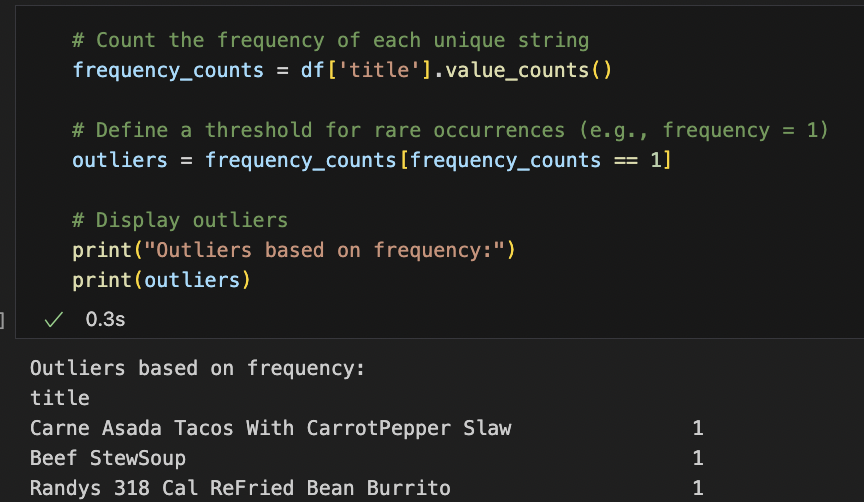 # Count the frequency of each unique string
frequency_counts = df['title'].value_counts()
# Define a threshold for rare occurrences (e.g., frequency = 1)
outliers = frequency_counts[frequency_counts == 1]
# Display outliers
print("Outliers based on frequency:")
print(outliers)
] ✓ 0.3s
Outliers based on frequency:
title
Carne Asada Tacos With CarrotPepper Slaw 1
Beef StewSoup 1
Randys 318 Cal ReFried Bean Burrito 1